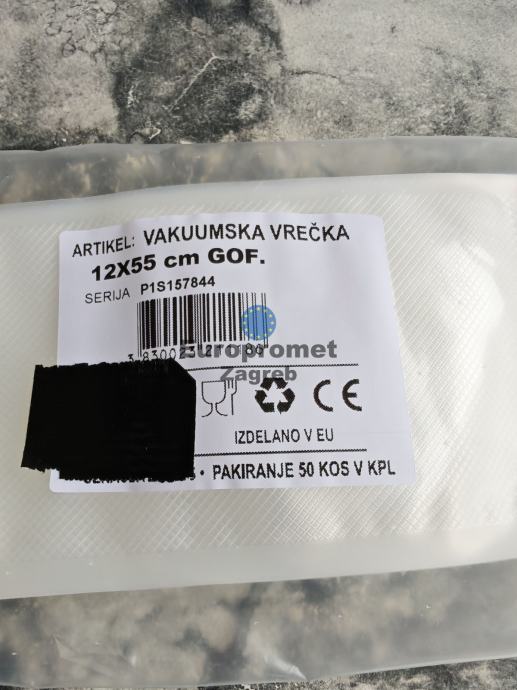 ARTIKEL: VAKUUMSKA VREČKA
12X55 cm GOF.
SERIJA P1S157844
Europromet
Zagreb
CE
IZDELANO V EU
• PAKIRANJE 50 KOS V KPL